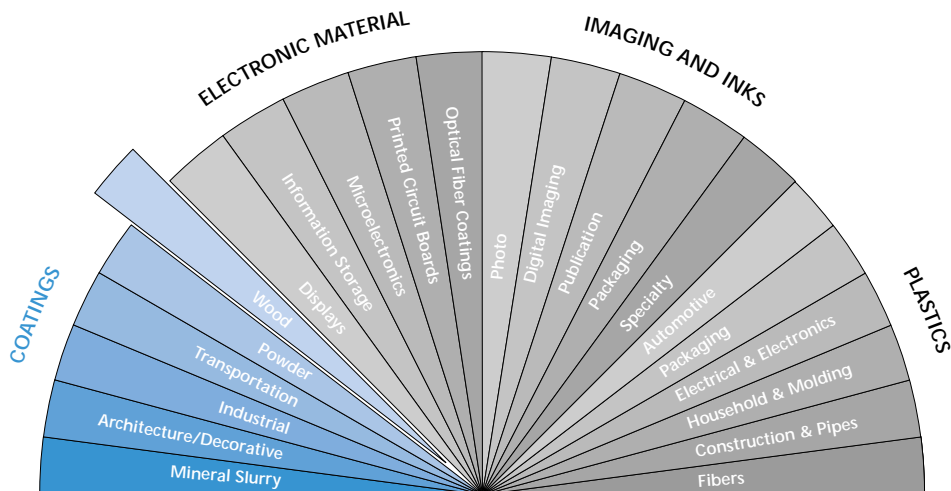 ELECTRONIC MATERIAL
IMAGING AND INKS
COATINGS
PLASTICS
Mineral Slurry
Architecture/Decorative
Industrial
Transportation
Powder
Wood
Displays
Information Storage
Microelectronics
Printed Circuit Boards
Optical Fiber Coatings
Photo
Digital Imaging
Publication
Packaging
Specialty
Automotive
Packaging
Electrical & Electronics
Household & Molding
Construction & Pipes
Fibers